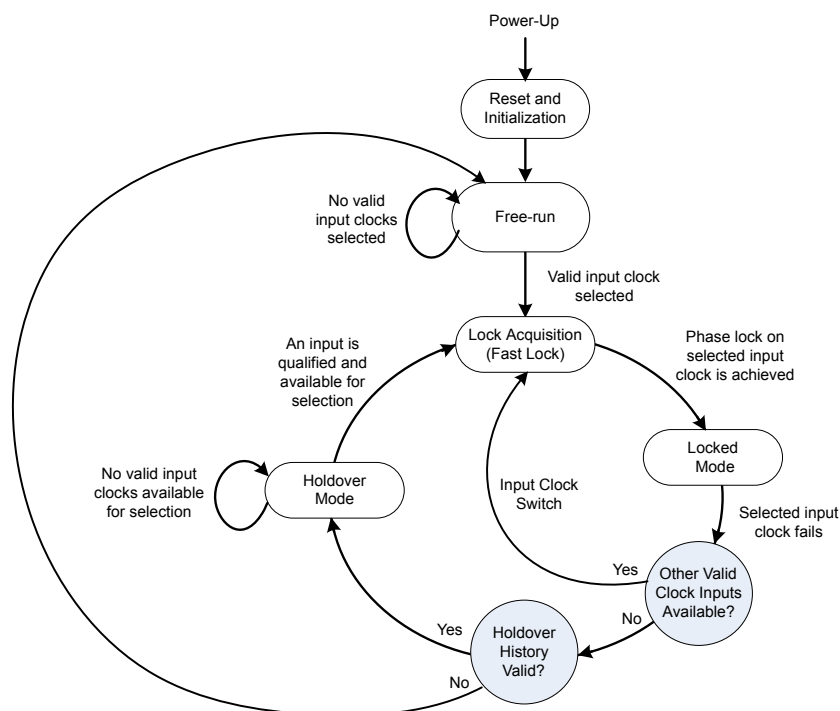 Power-Up
Reset and
Initialization
No valid
input clocks
selected
Free-run
Valid input clock
selected
An input is
qualified and
available for
selection
Lock Acquisition
(Fast Lock)
Phase lock on
selected input
clock is achieved
No valid input
clocks available
for selection
Holdover
Mode
Input Clock
Switch
Locked
Mode
Selected input
clock fails
Yes
Other Valid
Clock Inputs
Available?
No
Yes
Holdover
History
Valid?
No